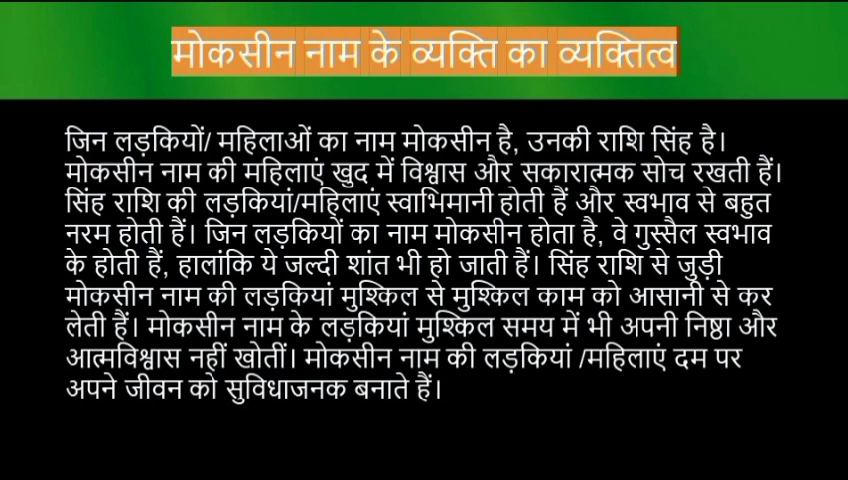 मोकसीन नाम के व्यक्ति का व्यक्तित्व
जिन लड़कियों/ महिलाओं का नाम मोकसीन है, उनकी राशि सिंह है।
मोकसीन नाम की महिलाएं खुद में विश्वास और सकारात्मक सोच रखती हैं।
सिंह राशि की लड़कियां/महिलाएं स्वाभिमानी होती हैं और स्वभाव से बहुत
नरम होती हैं। जिन लड़कियों का नाम मोकसीन होता है, वे गुस्सैल स्वभाव
के होती हैं, हालांकि ये जल्दी शांत भी हो जाती हैं। सिंह राशि से जुड़ी
मोकसीन नाम की लड़कियां मुश्किल से मुश्किल काम को आसानी से कर
लेती हैं। मोकसीन नाम के लड़कियां मुश्किल समय में भी अपनी निष्ठा और
आत्मविश्वास नहीं खोतीं। मोकसीन नाम की लड़कियां /महिलाएं दम पर
अपने जीवन को सुविधाजनक बनाते हैं।